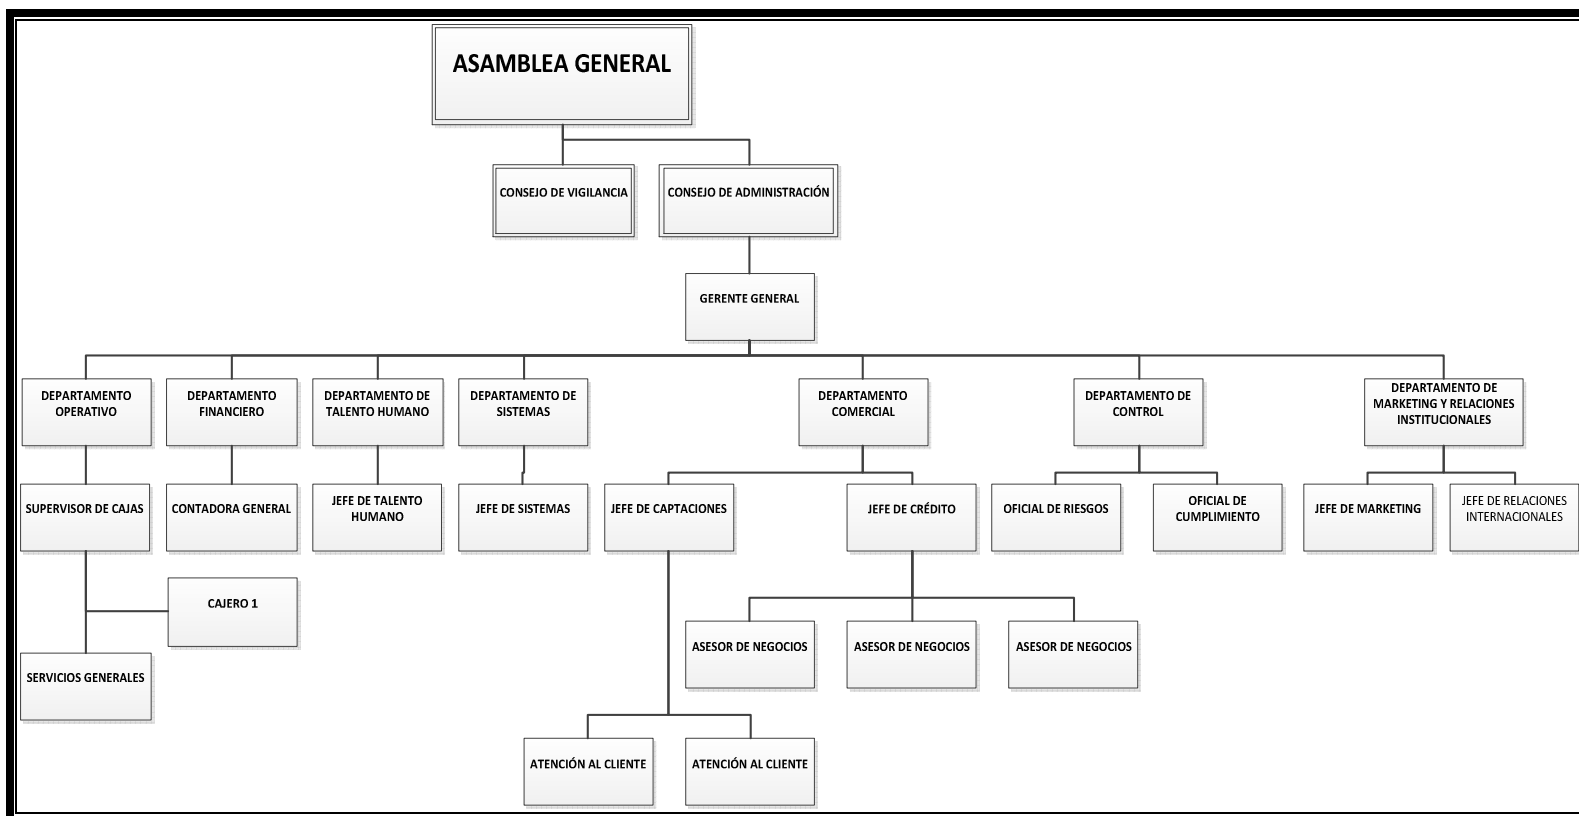 ASAMBLEA GENERAL
CONSEJO DE VIGILANCIA
CONSEJO DE ADMINISTRACIÓN
GERENTE GENERAL
DEPARTAMENTO
OPERATIVO
DEPARTAMENTO
FINANCIERO
DEPARTAMENTO DE
TALENTO HUMANO
DEPARTAMENTO DE
SISTEMAS
DEPARTAMENTO
COMERCIAL
DEPARTAMENTO DE
CONTROL
DEPARTAMENTO DE
MARKETING Y RELACIONES
INSTITUCIONALES
SUPERVISOR DE CAJAS
CONTADORA GENERAL
JEFE DE TALENTO
HUMANO
JEFE DE SISTEMAS
JEFE DE CAPTACIONES
JEFE DE CRÉDITO
OFICIAL DE RIESGOS
OFICIAL DE
CUMPLIMIENTO
JEFE DE MARKETING
JEFE DE RELACIONES
INTERNACIONALES
CAJERO 1
SERVICIOS GENERALES
ASESOR DE NEGOCIOS
ASESOR DE NEGOCIOS
ASESOR DE NEGOCIOS
ATENCIÓN AL CLIENTE
ATENCIÓN AL CLIENTE